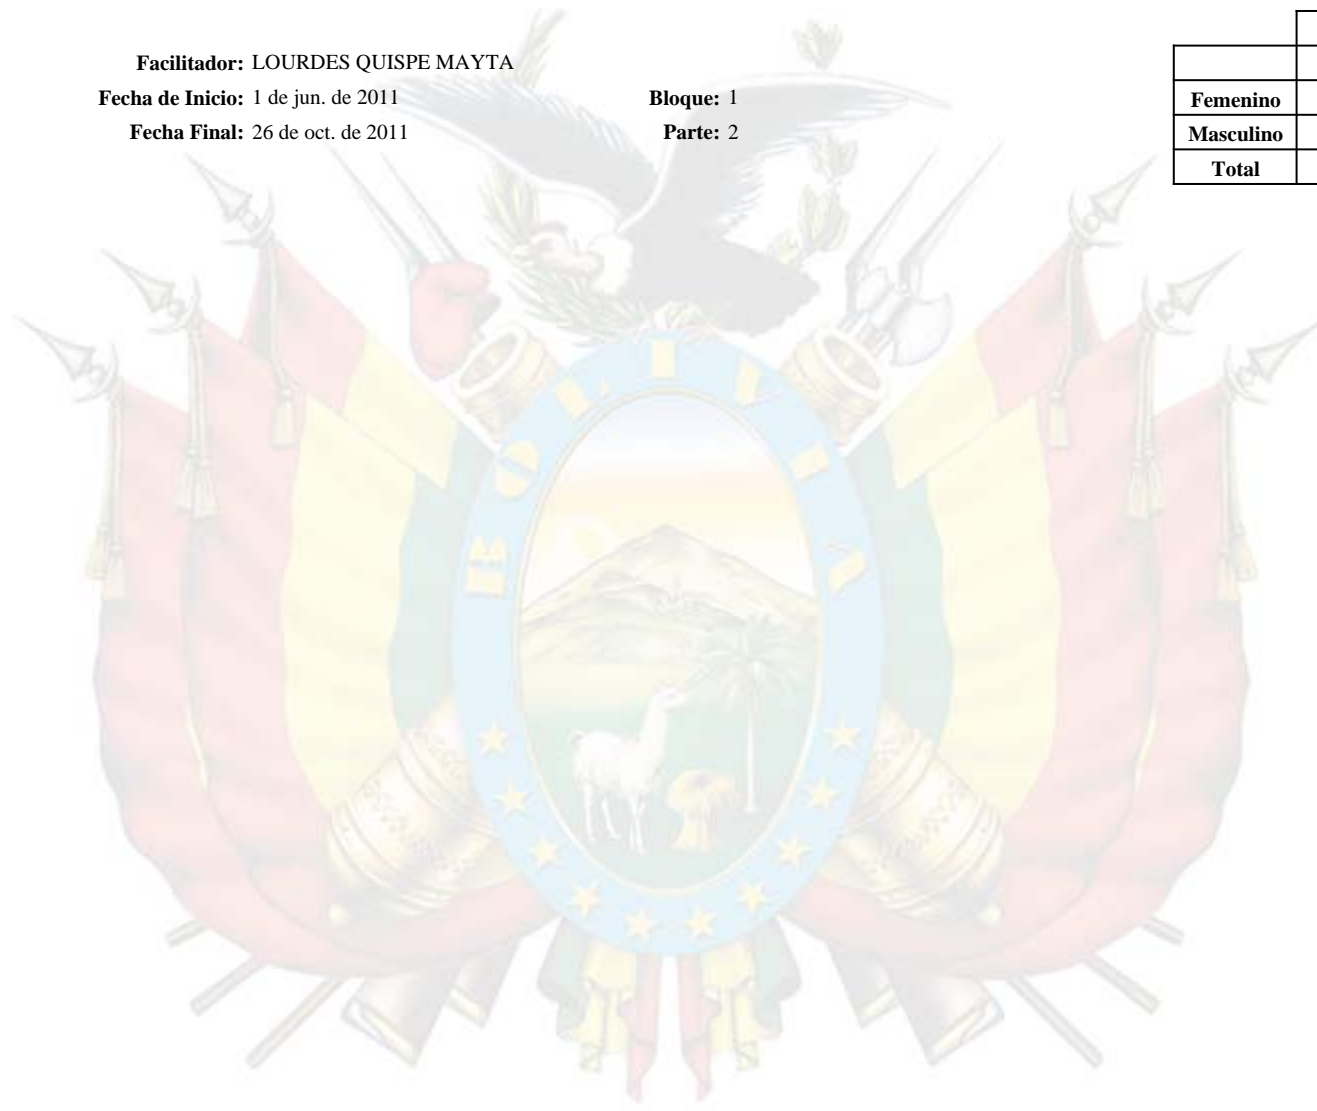 Facilitador: LOURDES QUISPE MAYTA
Fecha de Inicio: 1 de jun. de 2011 Bloque: 1
Fecha Final: 26 de oct. de 2011 Parte: 2
Femenino
Masculino
Total
BOLIVIA